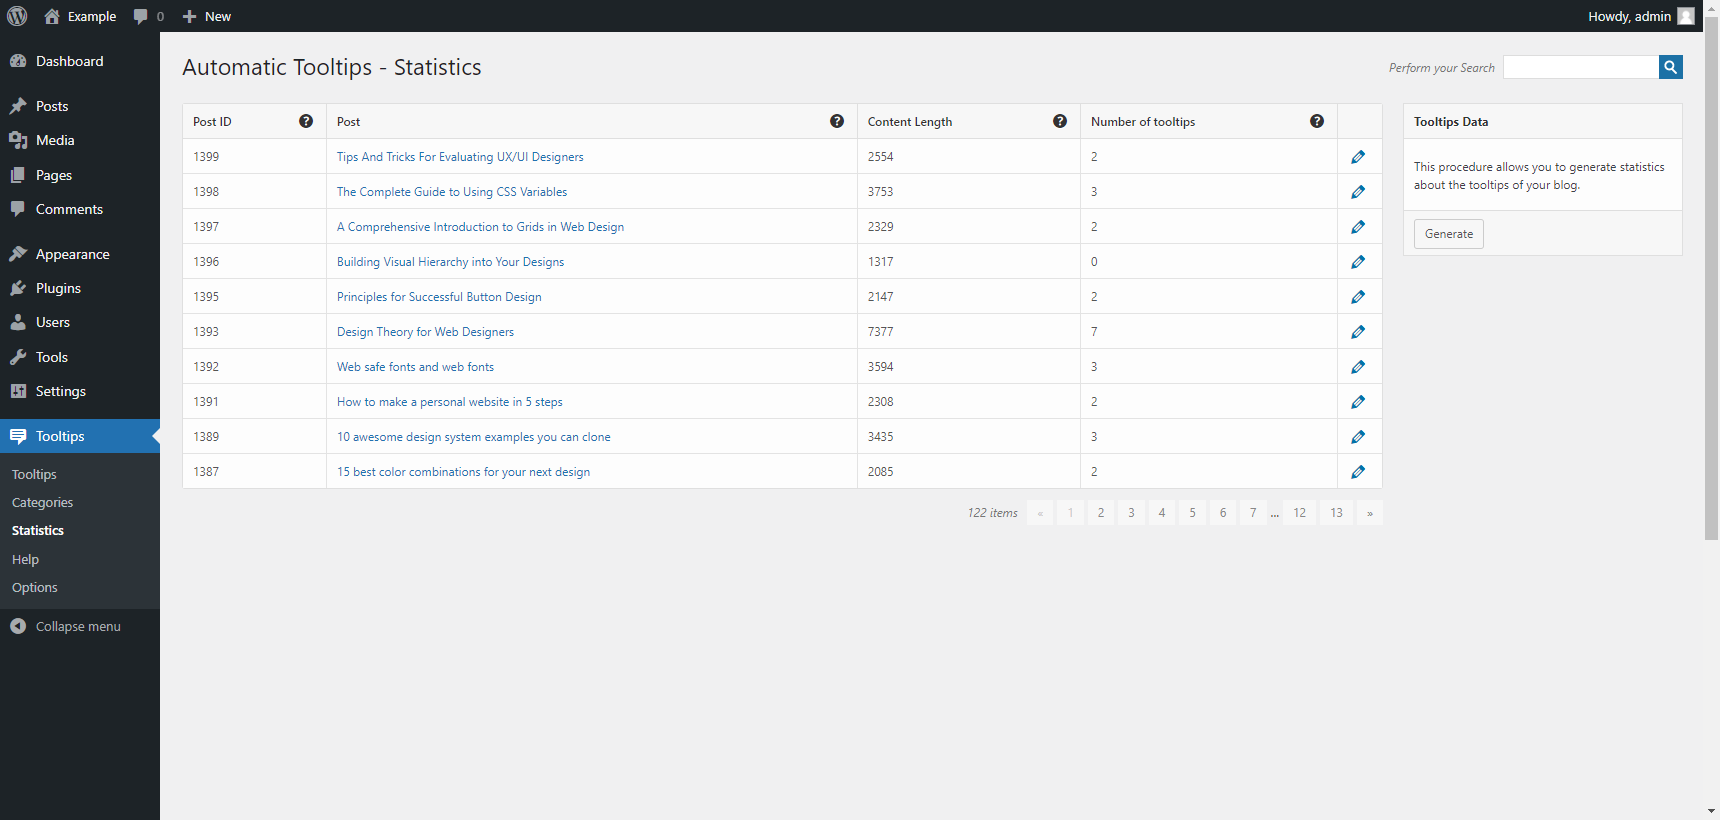 Example 0 New Howdy, admin
Dashboard
Posts
Media
Pages
Comments
Appearance
Plugins
Users
Tools
Settings
Tooltips
Tooltips
Categories
Statistics
Help
Options
Collapse menu
Automatic Tooltips - Statistics
Perform your Search
Post ID Post Content Length Number of tooltips
1399 Tips And Tricks For Evaluating UX/UI Designers 2554 2
1398 The Complete Guide to Using CSS Variables 3753 3
1397 A Comprehensive Introduction to Grids in Web Design 2329 2
1396 Building Visual Hierarchy into Your Designs 1317 0
1395 Principles for Successful Button Design 2147 2
1393 Design Theory for Web Designers 7377 7
1392 Web safe fonts and web fonts 3594 3
1391 How to make a personal website in 5 steps 2308 2
1389 10 awesome design system examples you can clone 3435 3
1387 15 best color combinations for your next design 2085 2
122 items « 1 2 3 4 5 6 7 ... 12 13 »
Tooltips Data
This procedure allows you to generate statistics
about the tooltips of your blog.
Generate